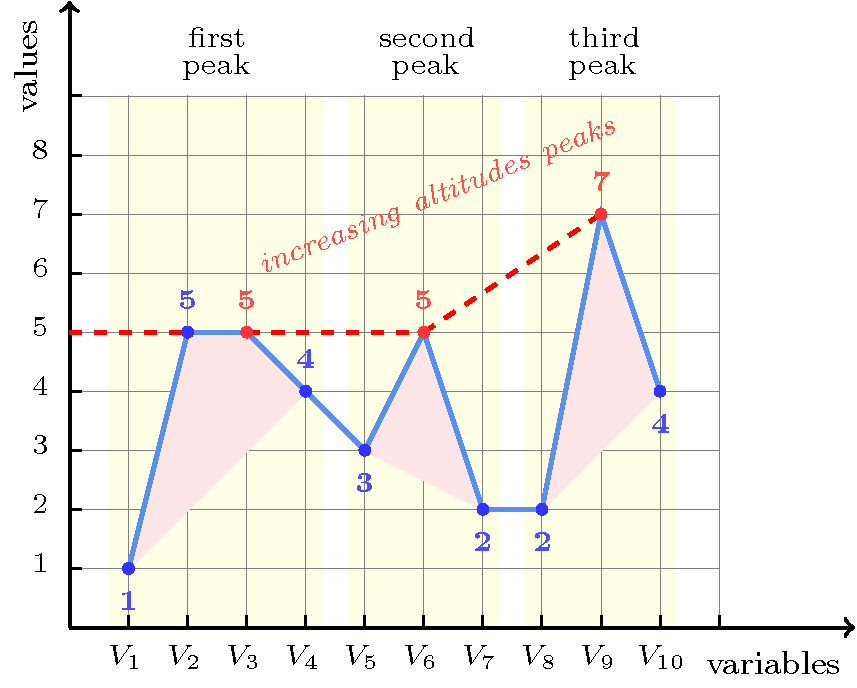 values
first
peak
second
peak
third
peak
increasing altitudes peaks
8
7
6
5
4
3
2
1
1
5
5
4
3
5
2
2
7
4
V1 V2 V3 V4 V5 V6 V7 V8 V9 V10
variables